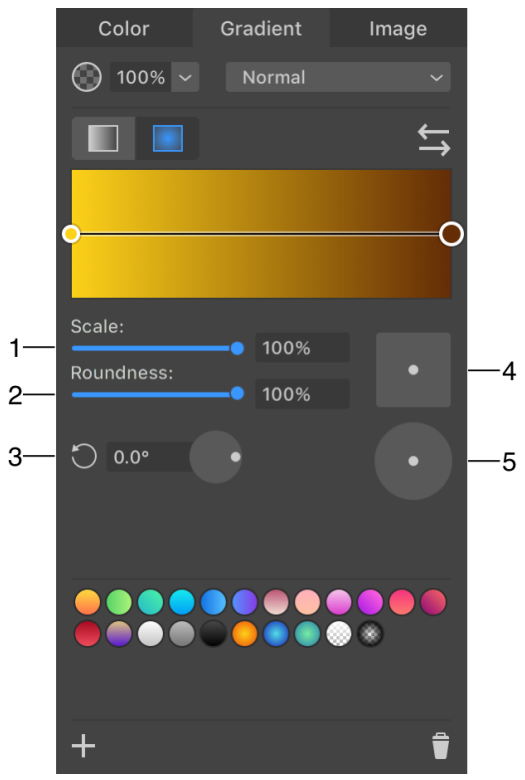 Color Gradient Image
100% Normal
Scale:
1 100%
4
Roundness:
2 100%
3 0.0°
5